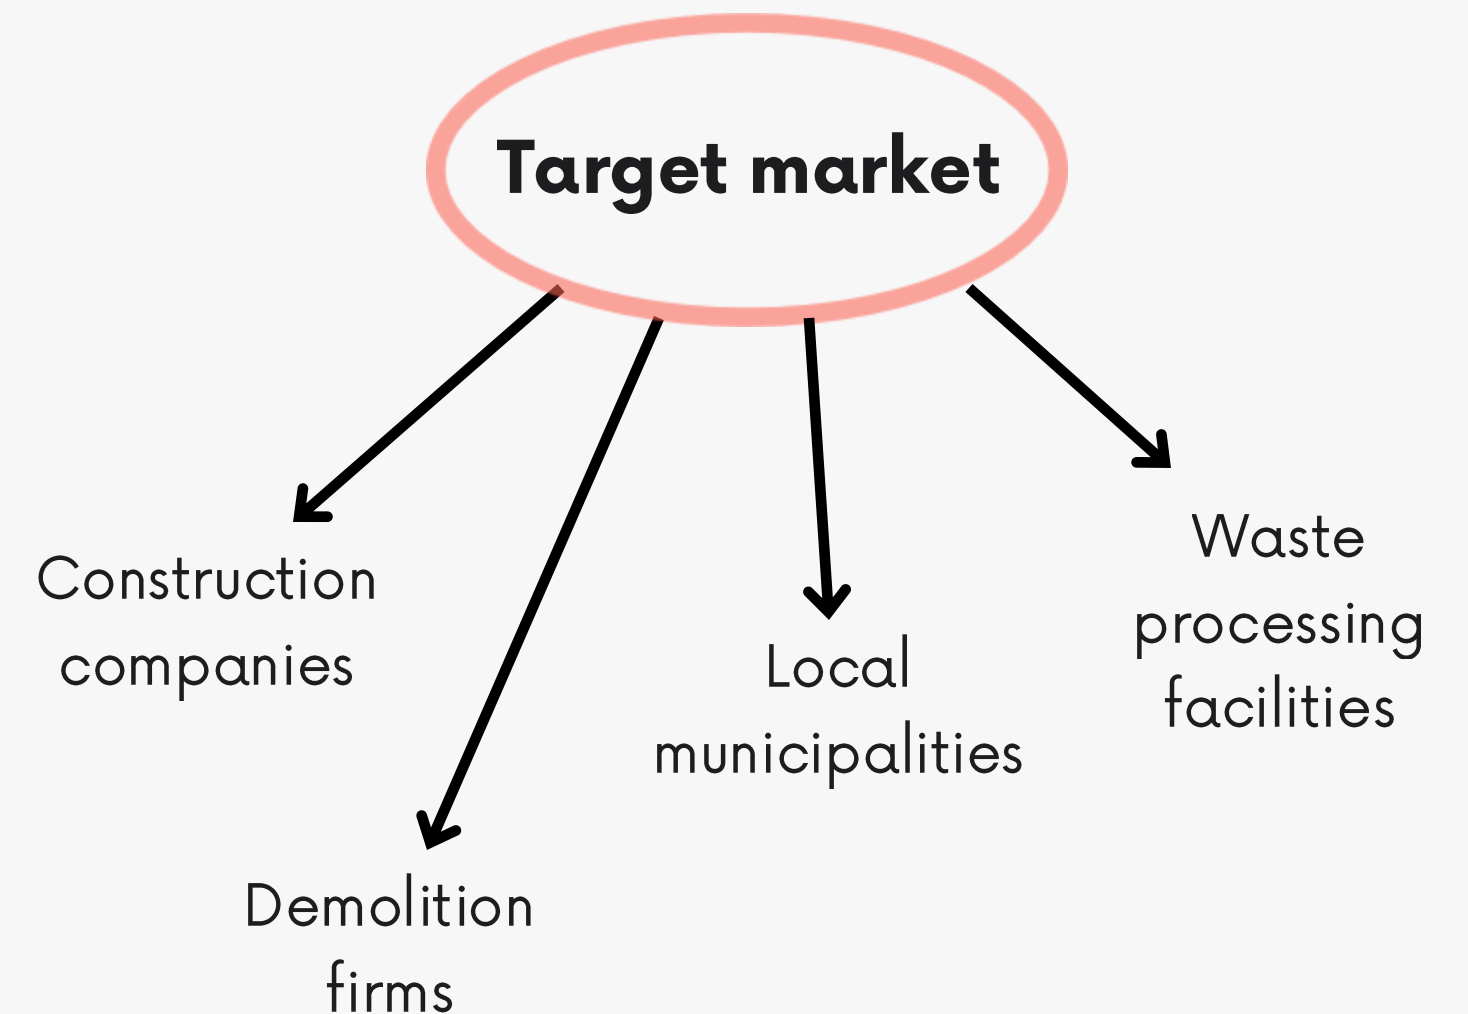 Target market
Construction
companies
Demolition
firms
Local
municipalities
Waste
processing
facilities